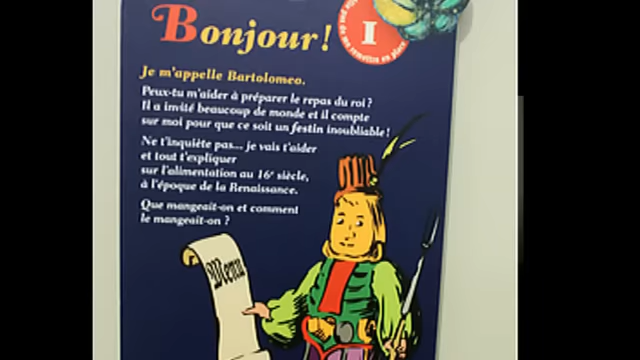 Bonjour!
I
Je m'appelle Bartolomeo.
Peux-tu m'aider à préparer le repas du roi ?
Il a invité beaucoup de monde et il compte
sur moi pour que ce soit un festin inoubliable !
Ne t'inquiète pas... je vais t'aider
et tout t'expliquer
sur l'alimentation au 16e siècle,
à l'époque de la Renaissance.
Que mangeait-on et comment
le mangeait-on ?
Menu